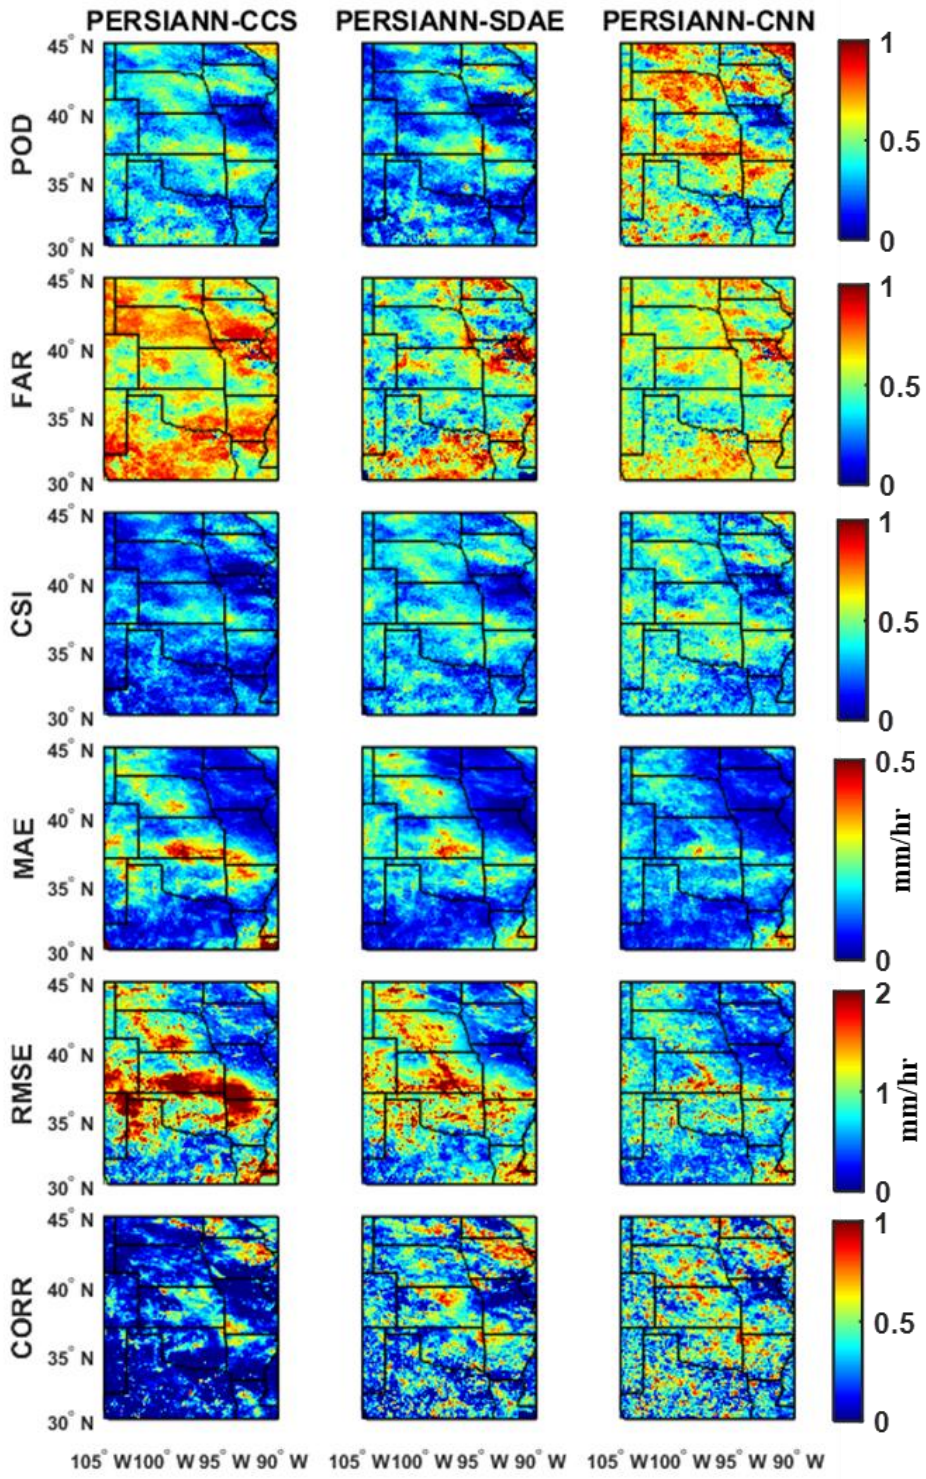 PERSIANN-CCS PERSIANN-SDAE PERSIANN-CNN
POD
45° N
40° N
35° N
30° N
1
0.5
0
FAR
45° N
40° N
35° N
30° N
1
0.5
0
CSI
45° N
40° N
35° N
30° N
1
0.5
0
MAE
45° N
40° N
35° N
30° N
0.5
0
mm/hr
RMSE
45° N
40° N
35° N
30° N
2
1
0
mm/hr
CORR
45° N
40° N
35° N
30° N
1
0.5
0
105° W100° W 95° W 90° W 105° W100° W 95° W 90° W 105° W100° W 95° W 90° W